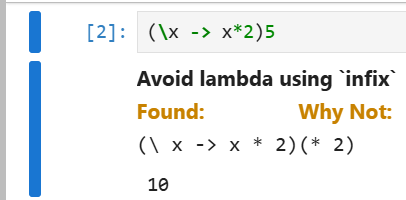 [2]: (\x -> x*2)5
Avoid lambda using `infix`
Found: Why Not:
(\ x -> x * 2)(* 2)
10